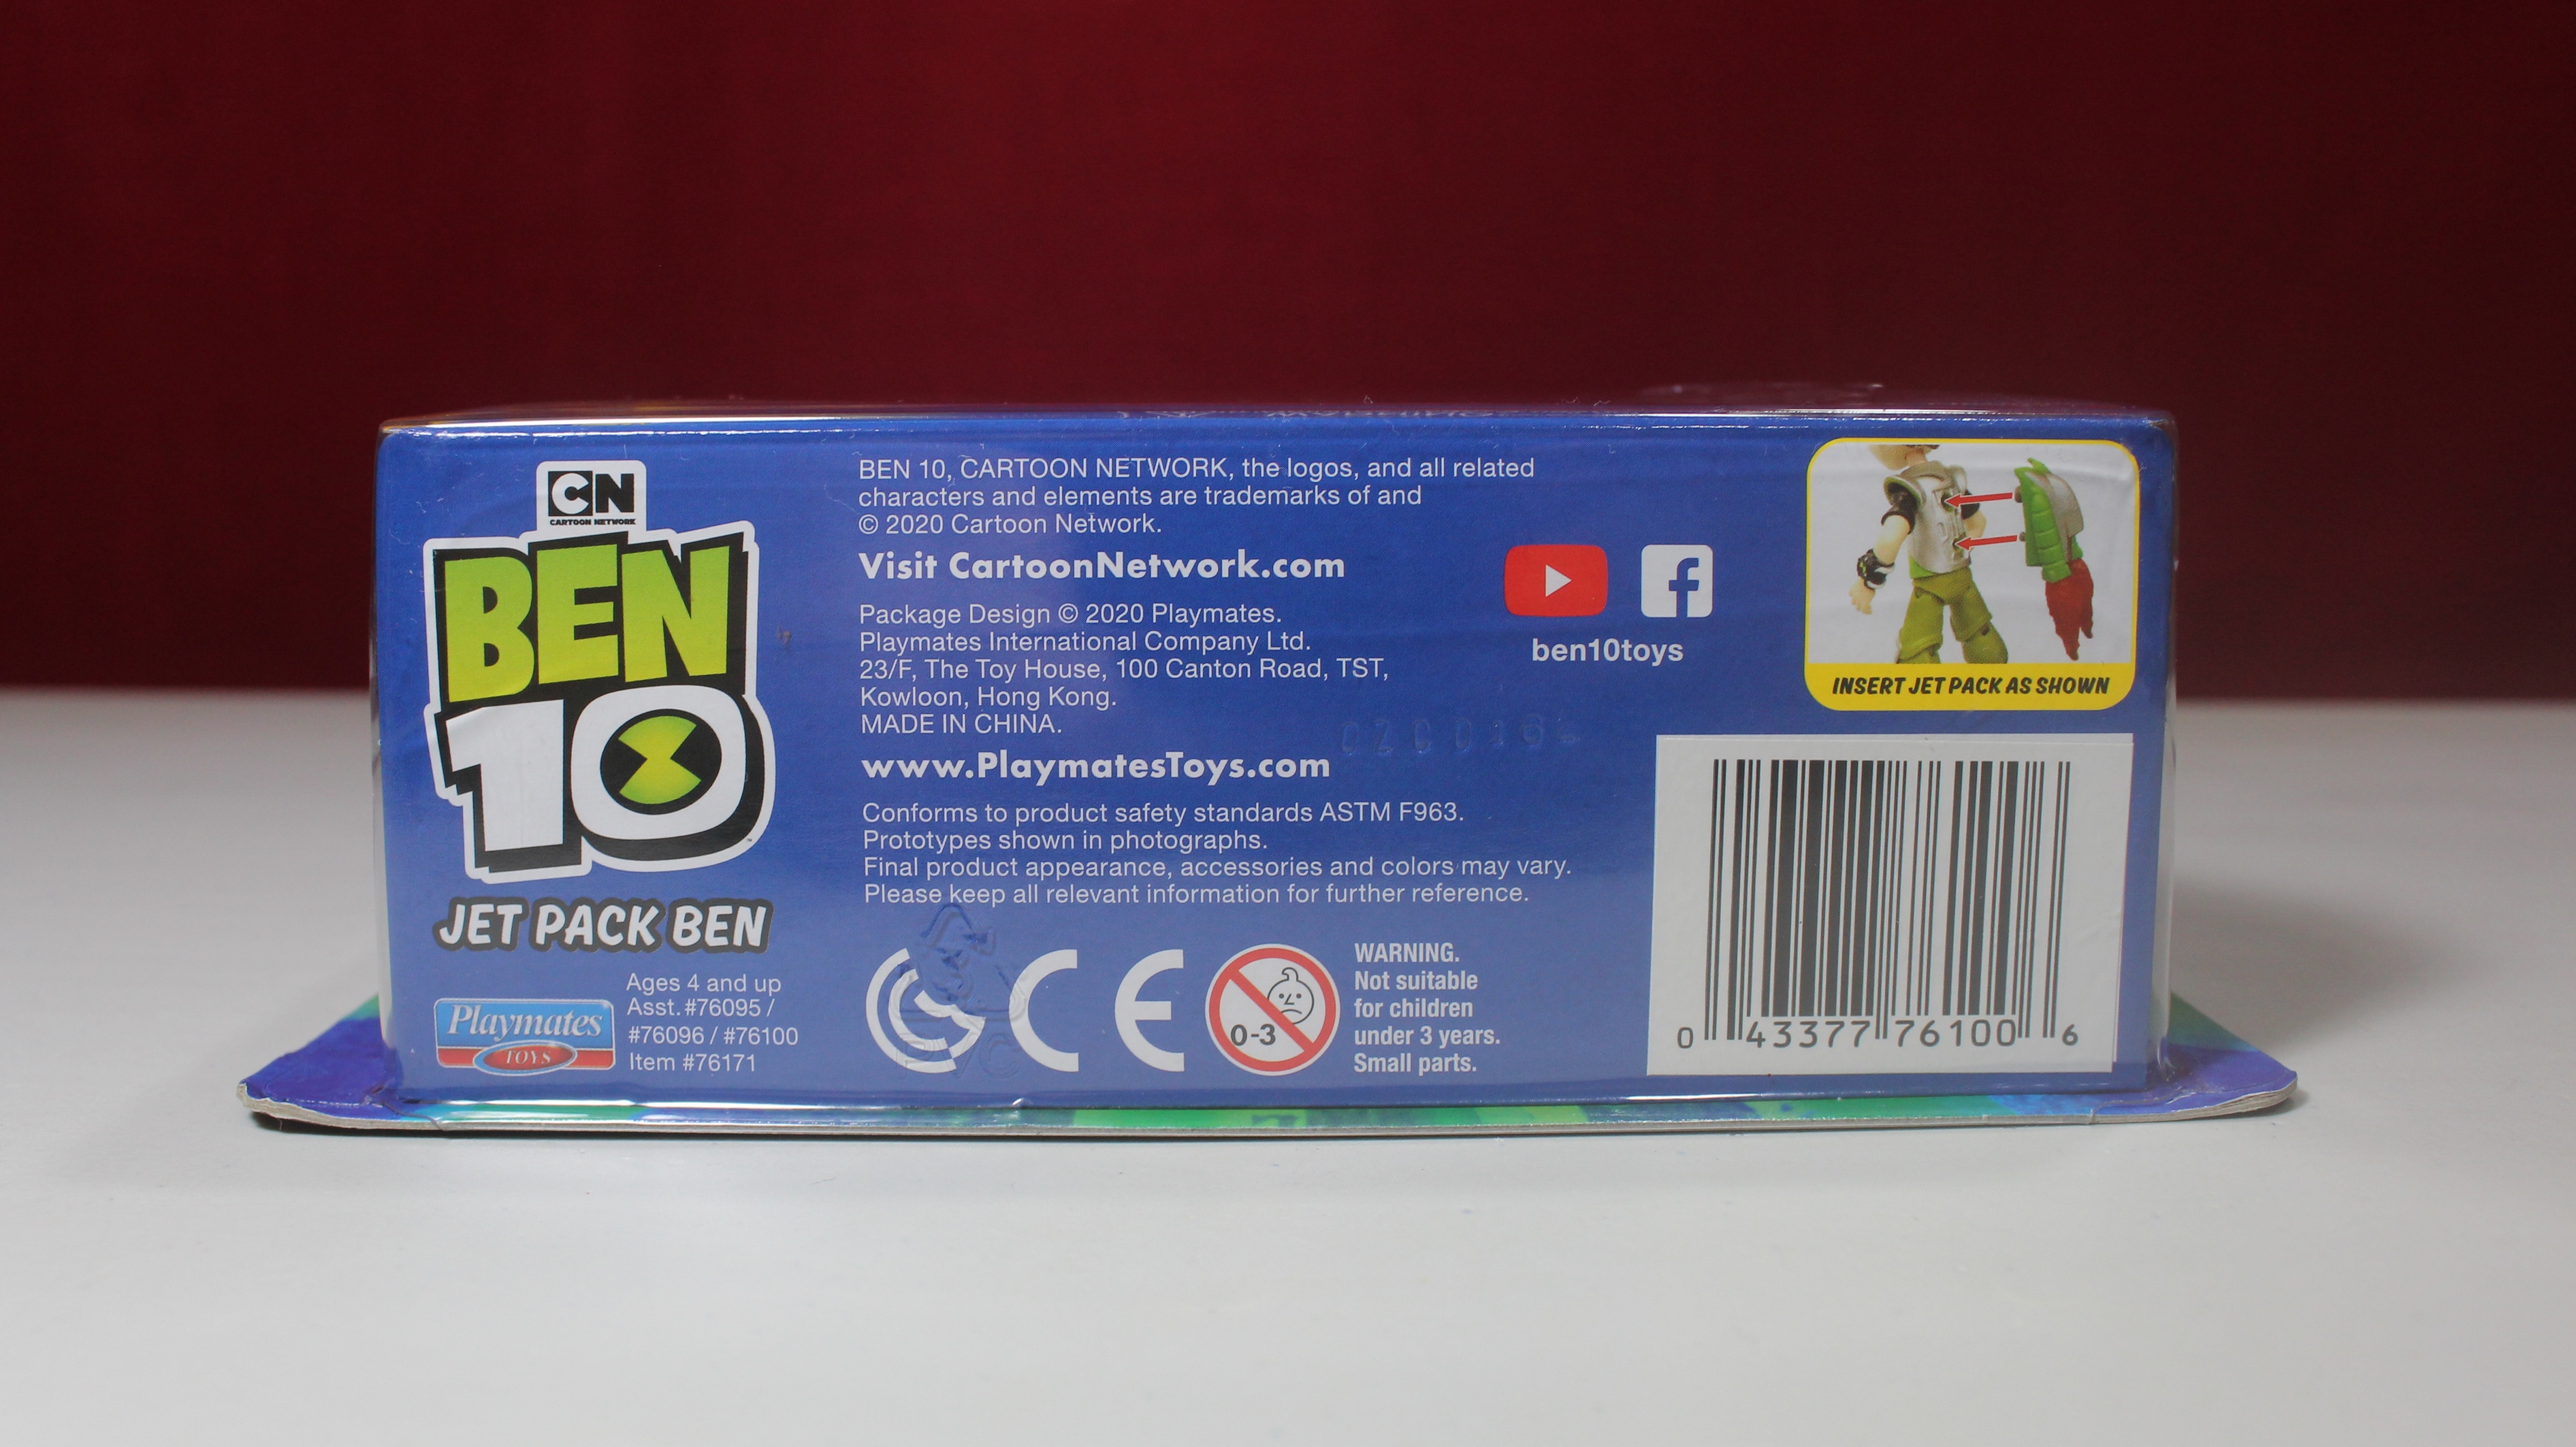 CN
CARTOON NETWORK
BEN
10
JET PACK BEN
Playmates
TOYS
Ages 4 and up
Asst. #76095 /
#76096 / #76100
Item #76171
BEN 10, CARTOON NETWORK, the logos, and all related
characters and elements are trademarks of and
© 2020 Cartoon Network.
Visit CartoonNetwork.com
Package Design © 2020 Playmates.
Playmates International Company Ltd.
23/F, The Toy House, 100 Canton Road, TST,
Kowloon, Hong Kong.
MADE IN CHINA.
www.PlaymatesToys.com
Conforms to product safety standards ASTM F963.
Prototypes shown in photographs.
Final product appearance, accessories and colors may vary.
Please keep all relevant information for further reference.
PVC
CE
0-3
WARNING.
Not suitable
for children
under 3 years.
Small parts.
ben10toys
INSERT JET PACK AS SHOWN
0 43377 76100 6